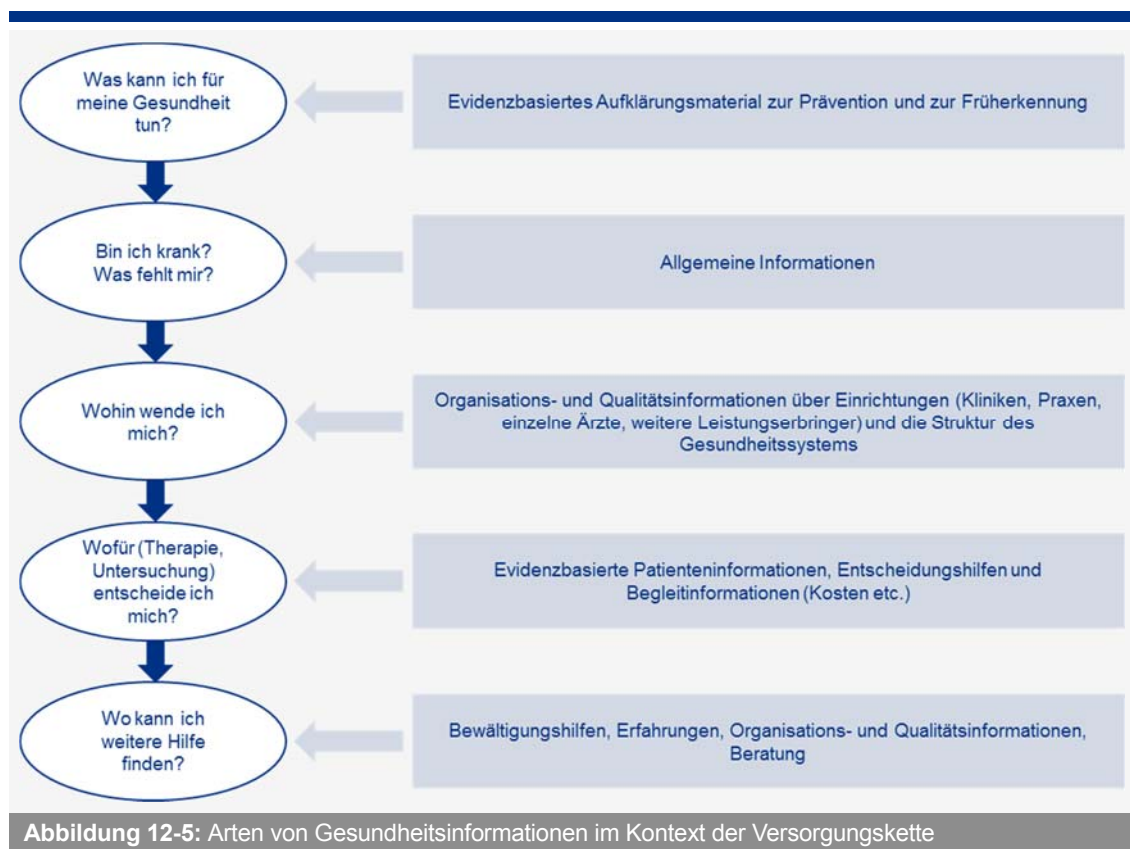 Was kann ich für
meine Gesundheit
tun?
Evidenzbasiertes Aufklärungsmaterial zur Prävention und zur Früherkennung
Bin ich krank?
Was fehlt mir?
Allgemeine Informationen
Wohin wende ich
mich?
Organisations- und Qualitätsinformationen über Einrichtungen (Kliniken, Praxen,
einzelne Ärzte, weitere Leistungserbringer) und die Struktur des
Gesundheitssystems
Wofür (Therapie,
Untersuchung)
entscheide ich
mich?
Evidenzbasierte Patienteninformationen, Entscheidungshilfen und
Begleitinformationen (Kosten etc.)
Wo kann ich
weitere Hilfe
finden?
Bewältigungshilfen, Erfahrungen, Organisations- und Qualitätsinformationen,
Beratung
Abbildung 12-5: Arten von Gesundheitsinformationen im Kontext der Versorgungskette